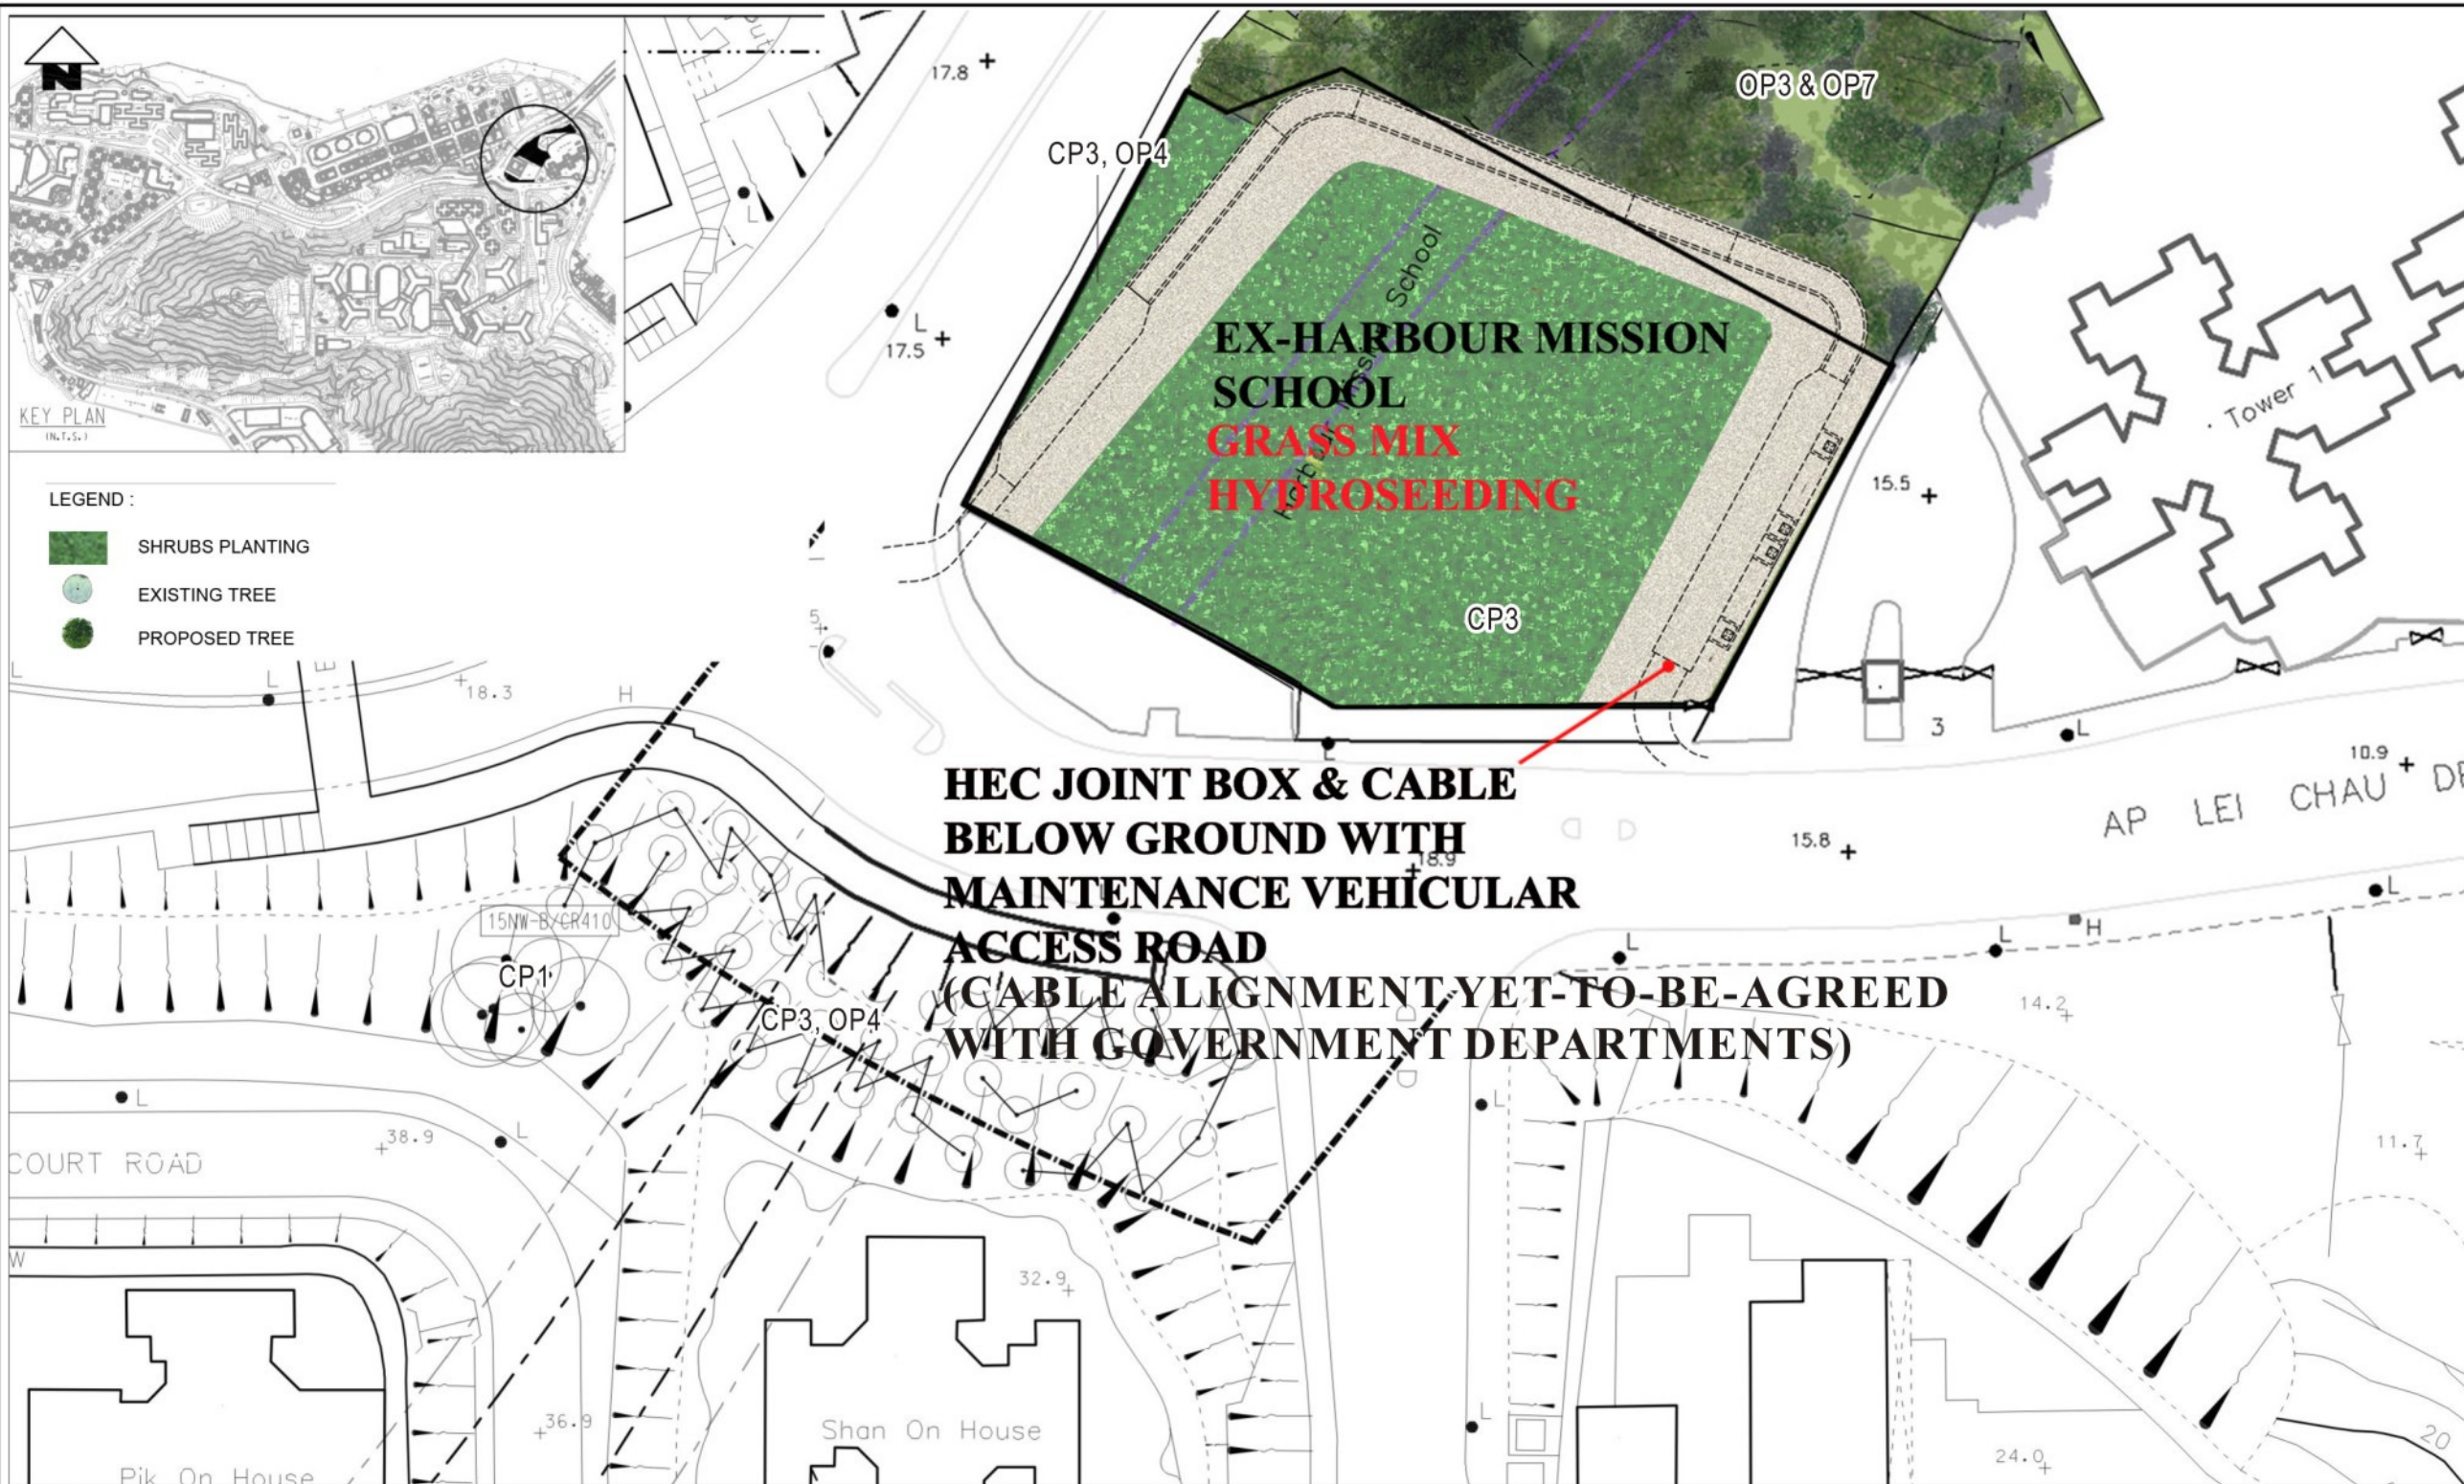 N
KEY PLAN
(N.T.S.)
LEGEND :
SHRUBS PLANTING
EXISTING TREE
PROPOSED TREE
17.8
OP3 & OP7
CP3, OP4
L
17.5
School
EX-HARBOUR MISSION
SCHOOL
GRASS MIX
HYDROSEEDING
CP3
15.5
Tower 1
3
L
10.9
AP LEI CHAU
15.8
L
L
18.3
H
L
HEC JOINT BOX & CABLE
BELOW GROUND WITH
MAINTENANCE VEHICULAR
ACCESS ROAD
(CABLE ALIGNMENT YET-TO-BE-AGREED
WITH GOVERNMENT DEPARTMENTS)
18.9
15NW-B/CR410
CP1
CP3, OP4
L
L
H
L
14.2
L
38.9
L
L
11.7
COURT ROAD
W
32.9
36.9
Shan On House
Pik On House
L
24.0
20